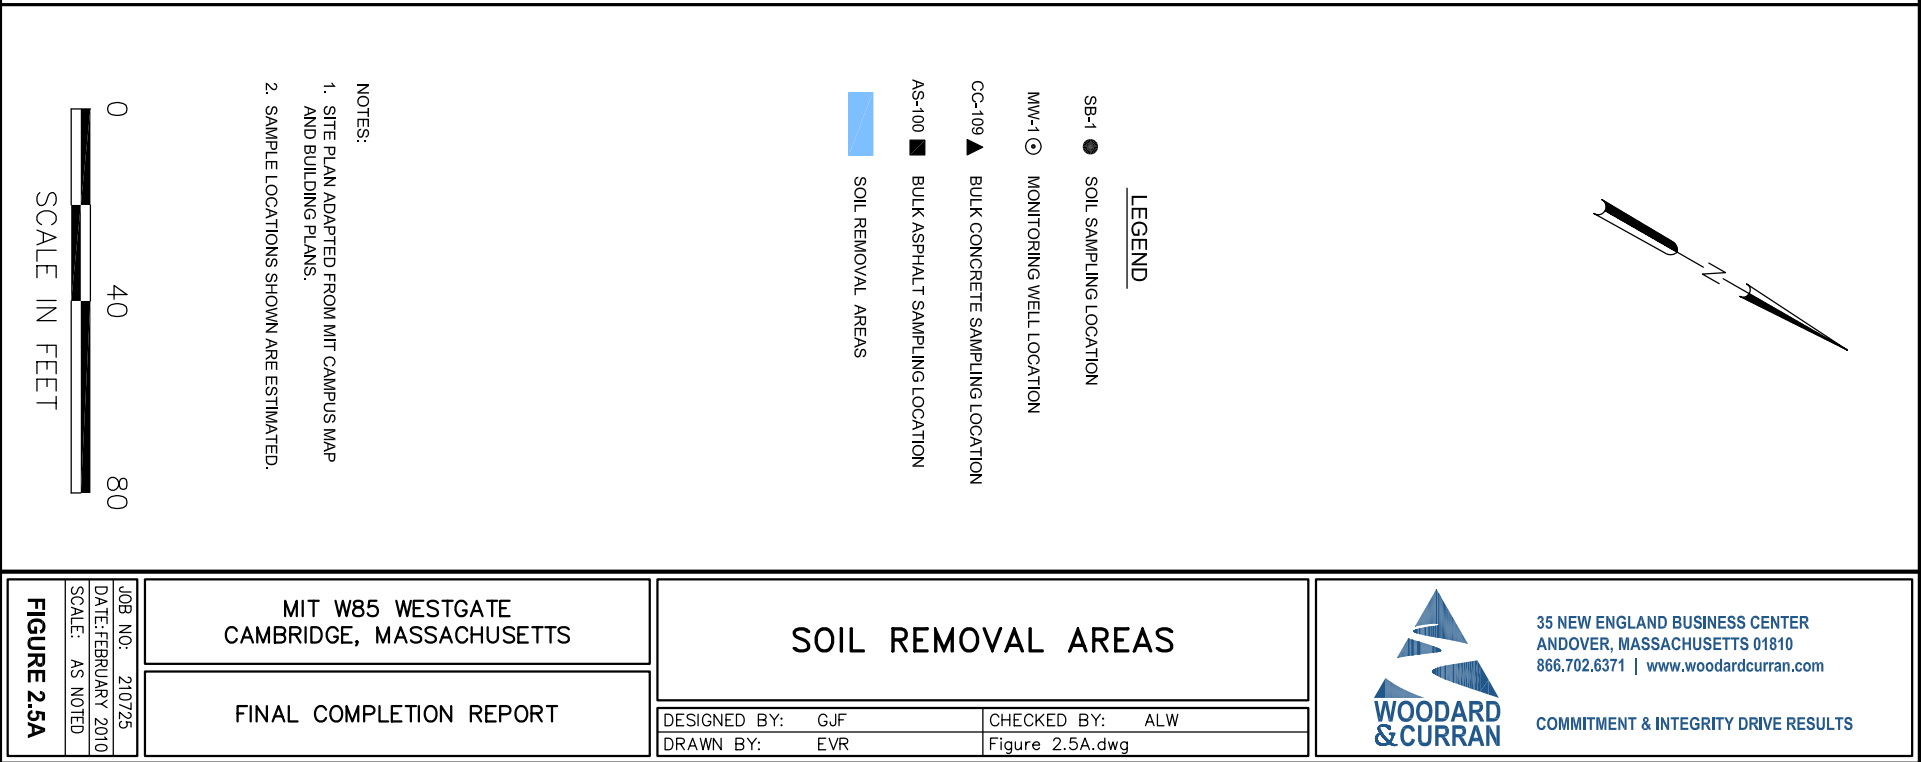 LEGEND
SB-1 SOIL SAMPLING LOCATION
MW-1 MONITORING WELL LOCATION
CC-109 BULK CONCRETE SAMPLING LOCATION
AS-100 BULK ASPHALT SAMPLING LOCATION
SOIL REMOVAL AREAS
NOTES:
1. SITE PLAN ADAPTED FROM MIT CAMPUS MAP
AND BUILDING PLANS.
2. SAMPLE LOCATIONS SHOWN ARE ESTIMATED.
0 40 80
SCALE IN FEET
N
JOB NO: 210725
DATE: FEBRUARY 2010
SCALE: AS NOTED
FIGURE 2.5A
MIT W85 WESTGATE
CAMBRIDGE, MASSACHUSETTS
FINAL COMPLETION REPORT
SOIL REMOVAL AREAS
DESIGNED BY: GJF
CHECKED BY: ALW
DRAWN BY: EVR
Figure 2.5A.dwg
WOODARD
&CURRAN
35 NEW ENGLAND BUSINESS CENTER
ANDOVER, MASSACHUSETTS 01810
866.702.6371 | www.woodardcurran.com
COMMITMENT & INTEGRITY DRIVE RESULTS